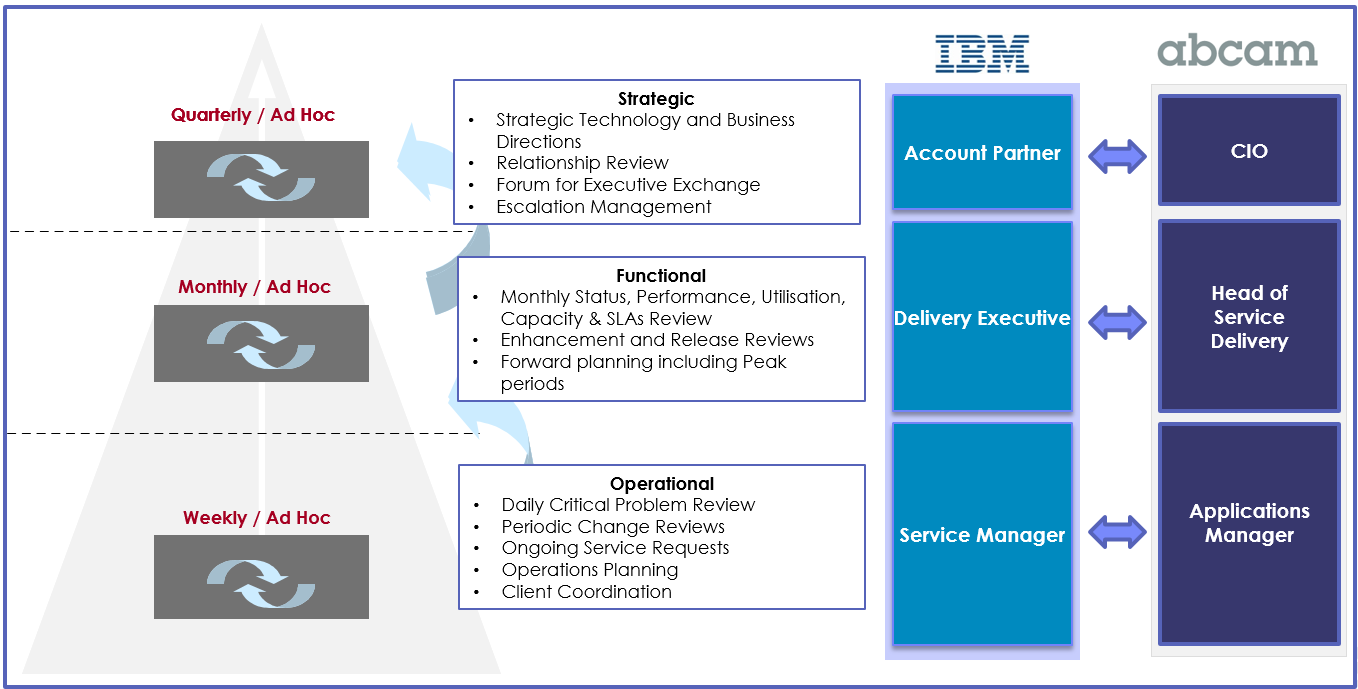 IBM
abcam
Quarterly / Ad Hoc
Strategic
• Strategic Technology and Business
Directions
• Relationship Review
• Forum for Executive Exchange
• Escalation Management
Account Partner
CIO
Monthly / Ad Hoc
Functional
• Monthly Status, Performance, Utilisation,
Capacity & SLAs Review
• Enhancement and Release Reviews
• Forward planning including Peak
periods
Delivery Executive
Head of
Service
Delivery
Weekly / Ad Hoc
Operational
• Daily Critical Problem Review
• Periodic Change Reviews
• Ongoing Service Requests
• Operations Planning
• Client Coordination
Service Manager
Applications
Manager